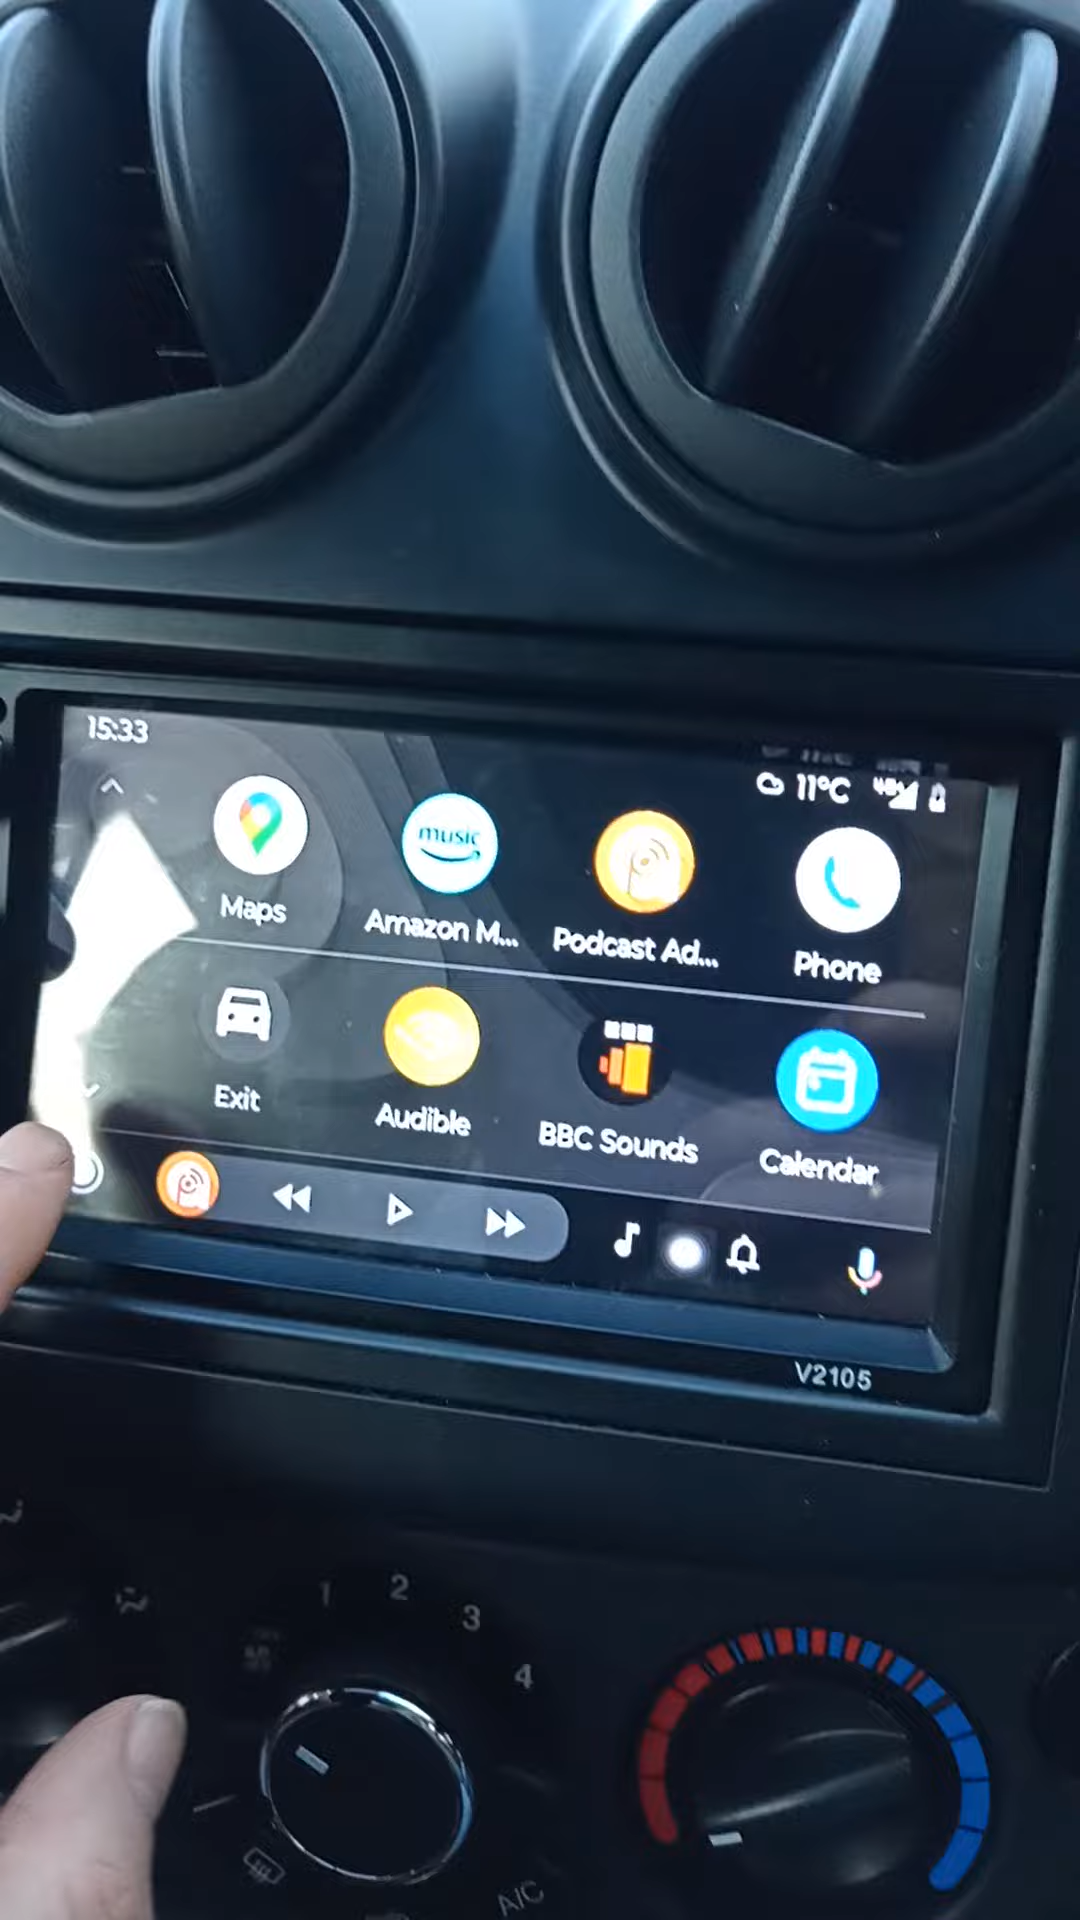 15:33
11°C
4G
music
Maps
Amazon M...
Podcast Ad...
Phone
Exit
Audible
BBC Sounds
Calendar
V2105
1
2
3
4
A/C